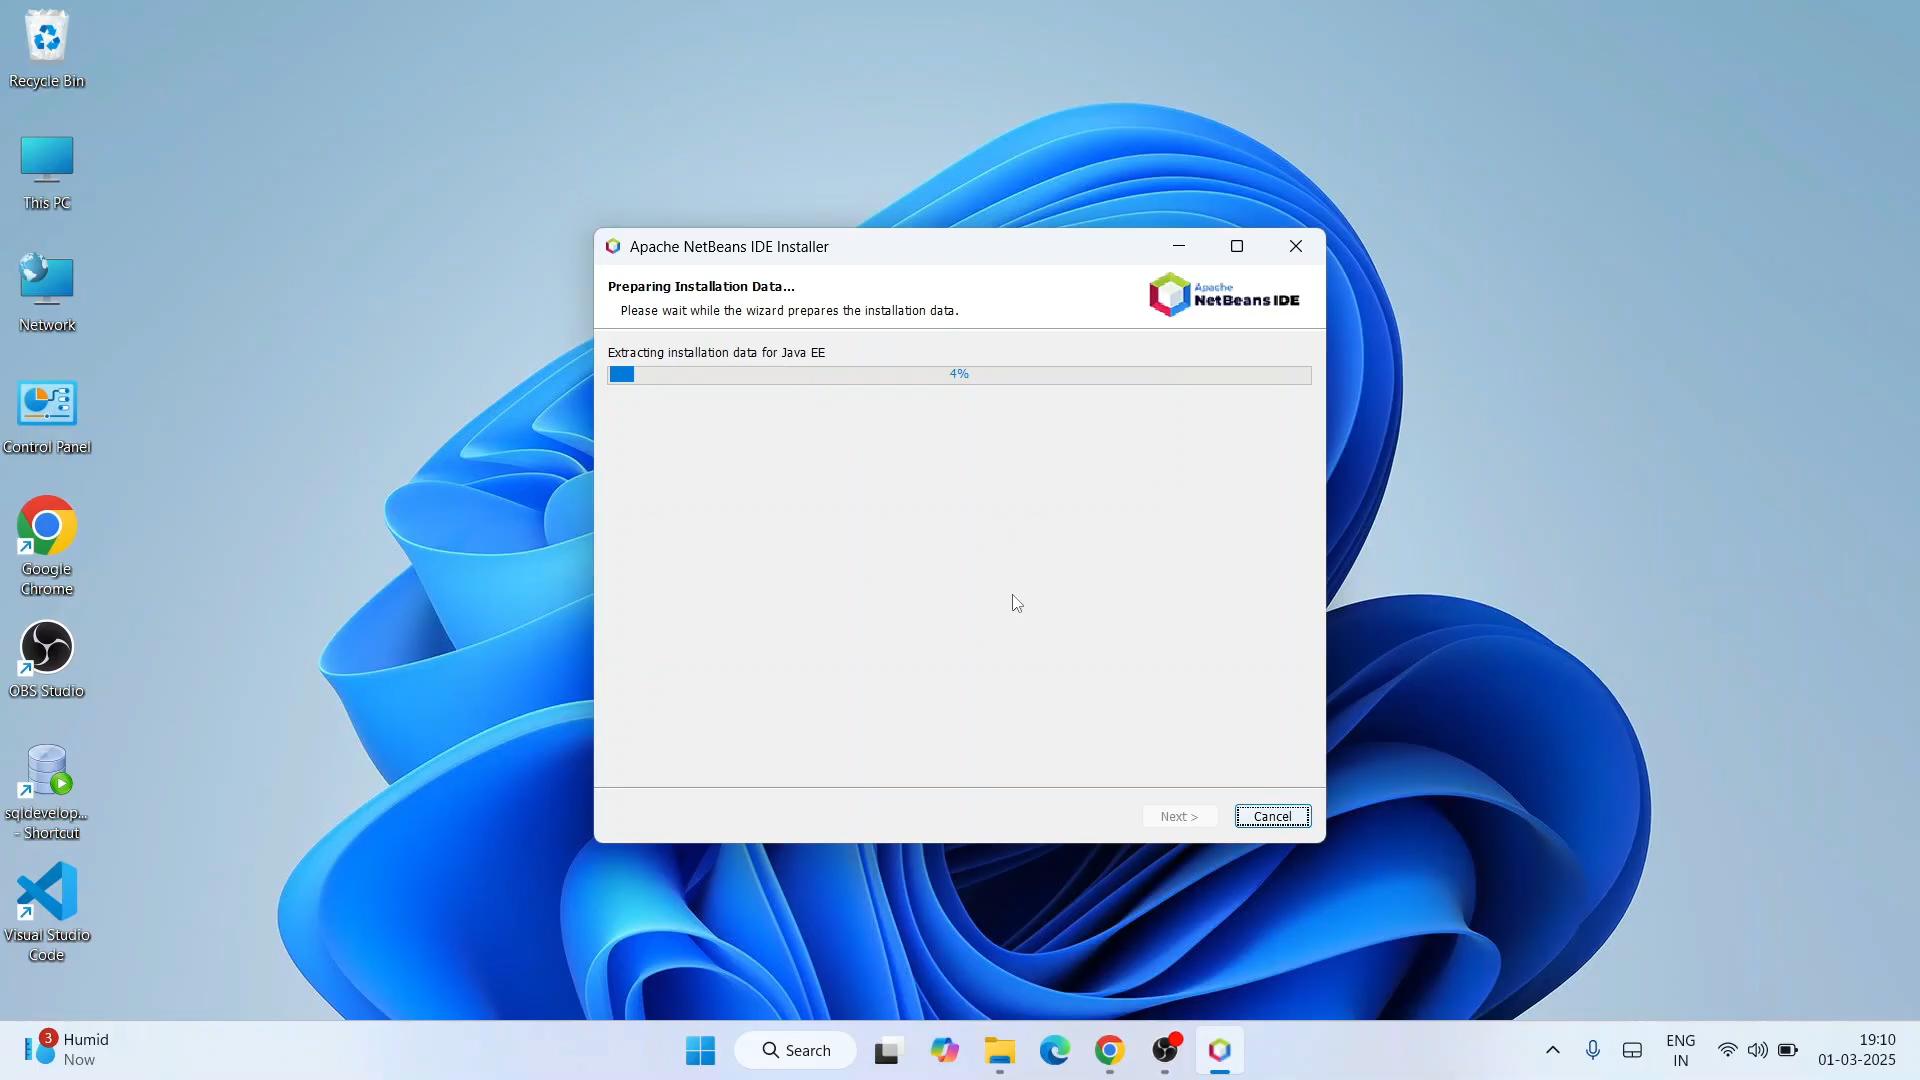 Recycle Bin
This PC
Network
Control Panel
Google
Chrome
OBS Studio
sqldevelop...
- Shortcut
Visual Studio
Code
Apache NetBeans IDE Installer
Preparing Installation Data...
Please wait while the wizard prepares the installation data.
Apache
NetBeans IDE
Extracting installation data for Java EE
4%
Next >
Cancel
3
Humid
Now
Search
ENG
IN
19:10
01-03-2025